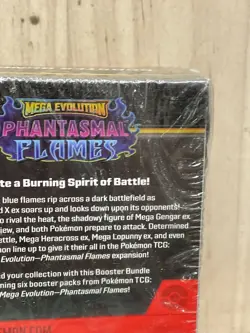 MEGA EVOLUTION
PHANTASMAL
FLAMES
te a Burning Spirit of Battle!
blue flames rip across a dark battlefield as
d X ex soars up and looks down upon its opponents!
to rival the heat, the shadowy figure of Mega Gengar ex
view, and both Pokémon prepare to attack. Determined
attle, Mega Heracross ex, Mega Lopunny ex, and even
mon line up to give it their all in the Pokémon TCG:
Evolution—Phantasmal Flames expansion!
d your collection with this Booster Bundle
ning six booster packs from Pokémon TCG:
Mega Evolution—Phantasmal Flames!